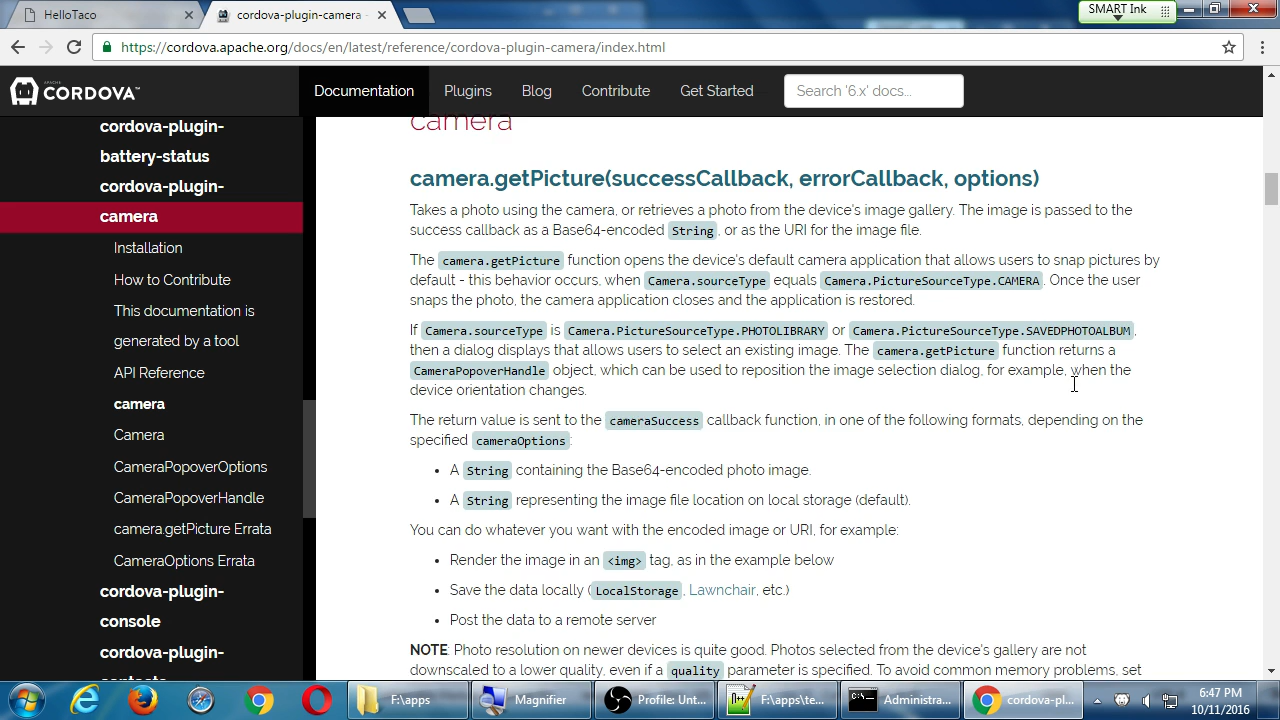 HelloTaco
cordova-plugin-camera -
SMART Ink
https://cordova.apache.org/docs/en/latest/reference/cordova-plugin-camera/index.html
APACHE
CORDOVA™
Documentation
Plugins
Blog
Contribute
Get Started
Search '6.x' docs...
cordova-plugin-
battery-status
cordova-plugin-
camera
Installation
How to Contribute
This documentation is
generated by a tool
API Reference
camera
Camera
CameraPopoverOptions
CameraPopoverHandle
camera.getPicture Errata
CameraOptions Errata
cordova-plugin-
console
cordova-plugin-
camera
camera.getPicture(successCallback, errorCallback, options)
Takes a photo using the camera, or retrieves a photo from the device's image gallery. The image is passed to the
success callback as a Base64-encoded String, or as the URI for the image file.
The camera.getPicture function opens the device's default camera application that allows users to snap pictures by
default - this behavior occurs, when Camera.sourceType equals Camera.PictureSourceType.CAMERA. Once the user
snaps the photo, the camera application closes and the application is restored.
If Camera.sourceType is Camera.PictureSourceType.PHOTOLIBRARY or Camera.PictureSourceType.SAVEDPHOTOALBUM,
then a dialog displays that allows users to select an existing image. The camera.getPicture function returns a
CameraPopoverHandle object, which can be used to reposition the image selection dialog, for example, when the
device orientation changes.
The return value is sent to the cameraSuccess callback function, in one of the following formats, depending on the
specified cameraOptions:
• A String containing the Base64-encoded photo image.
• A String representing the image file location on local storage (default).
You can do whatever you want with the encoded image or URI, for example:
• Render the image in an <img> tag, as in the example below
• Save the data locally (LocalStorage, Lawnchair, etc.)
• Post the data to a remote server
NOTE: Photo resolution on newer devices is quite good. Photos selected from the device's gallery are not
downscaled to a lower quality, even if a quality parameter is specified. To avoid common memory problems, set
F:\apps
Magnifier
Profile: Unt...
F:\apps\te...
Administra...
cordova-pl...
6:47 PM
10/11/2016